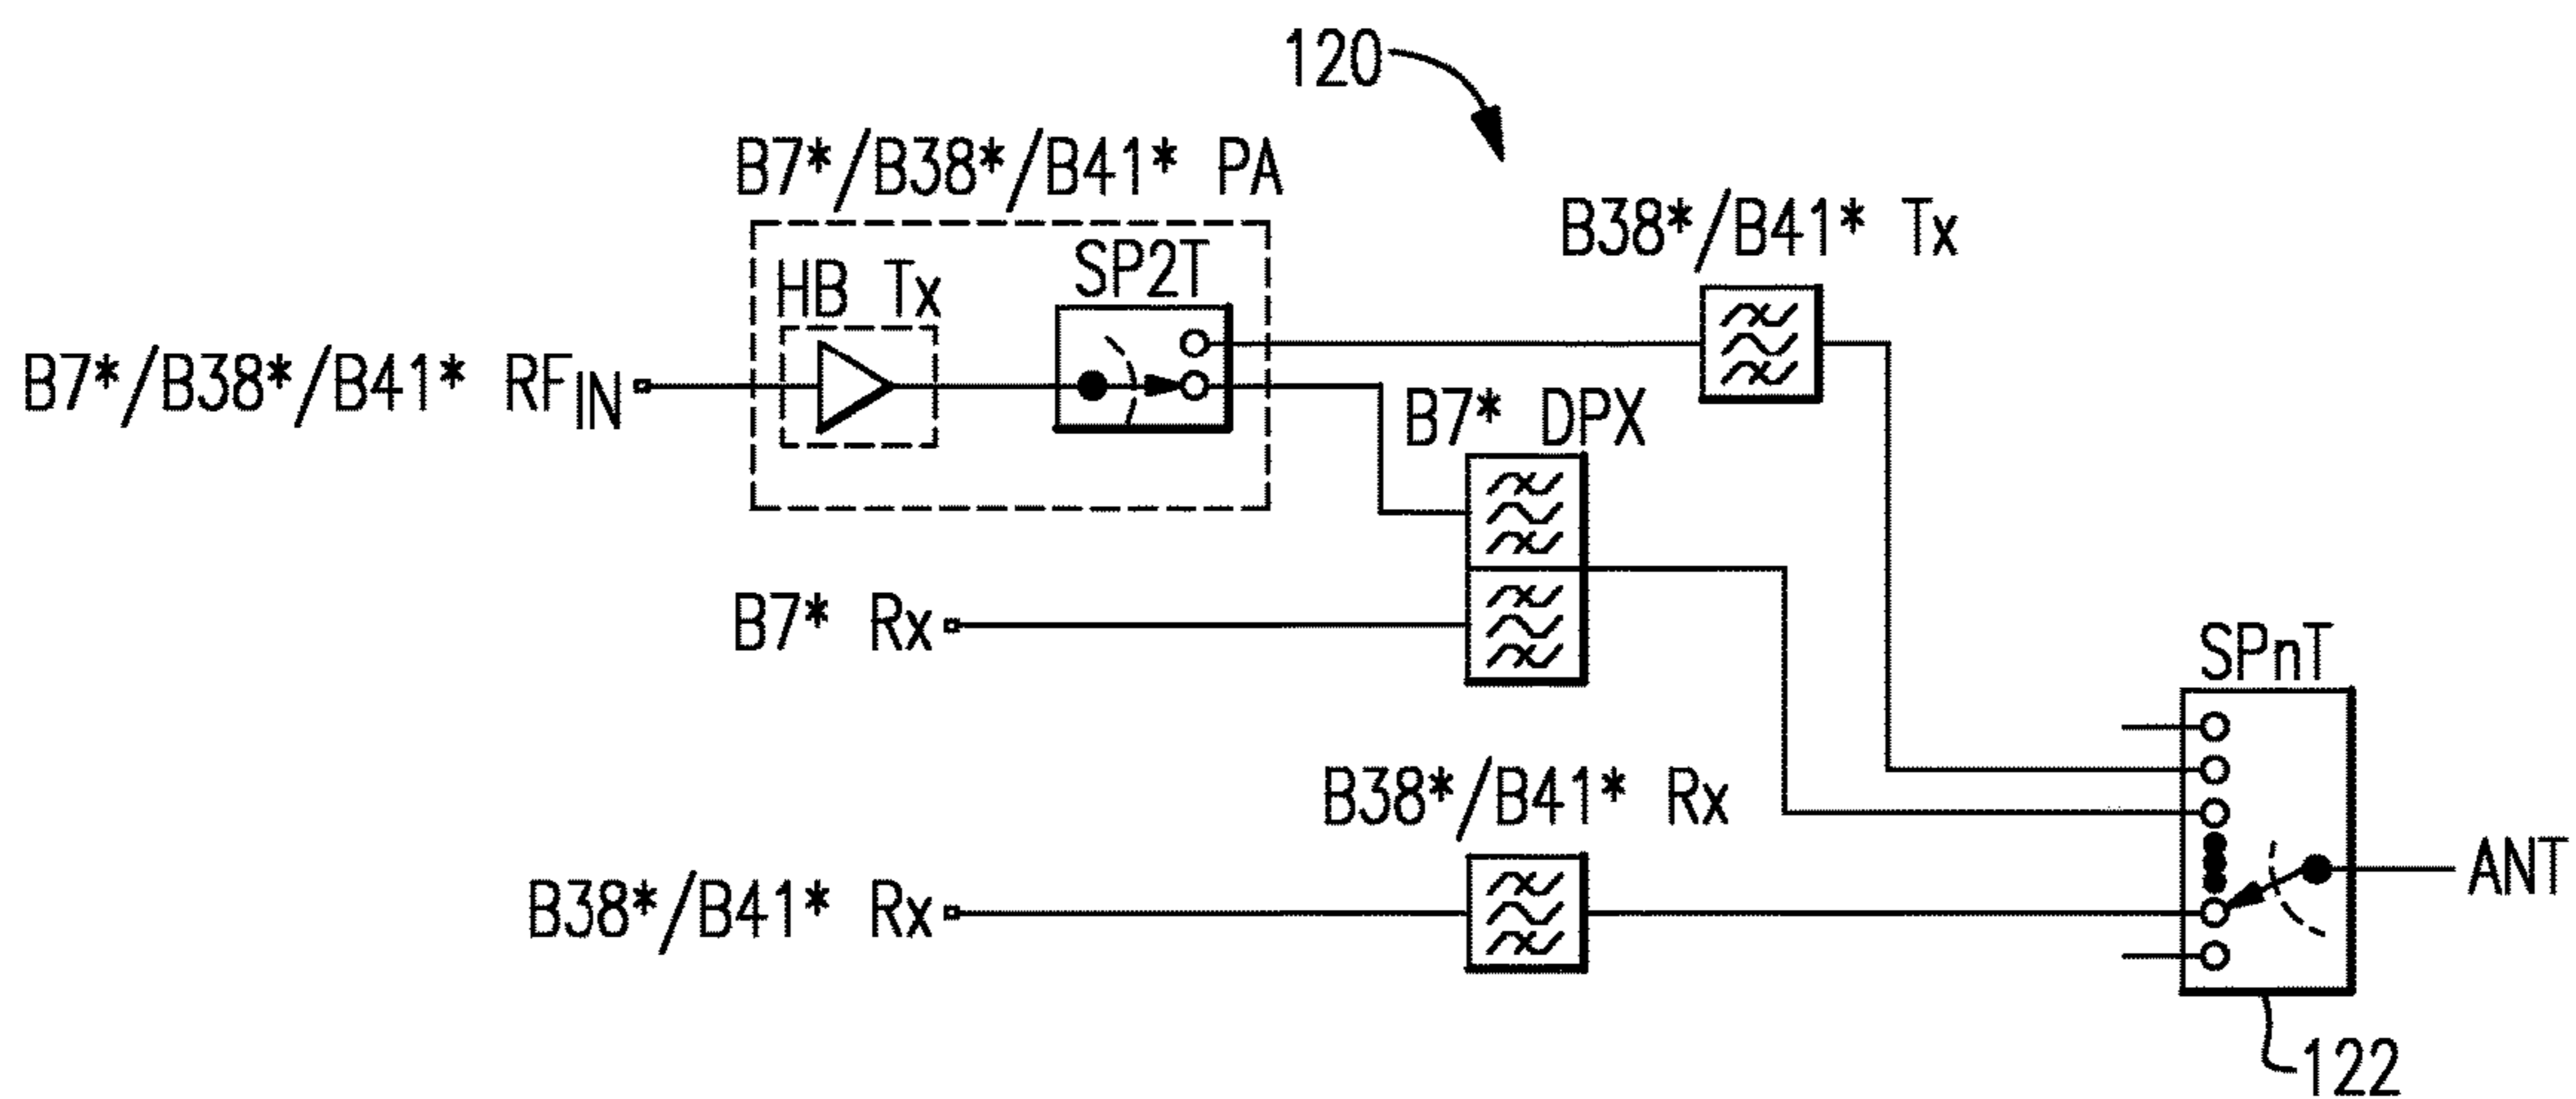 120
B7*/B38*/B41* PA
B38*/B41* Tx
HB Tx
SP2T
B7*/B38*/B41* RFIN
B7* DPX
B7* Rx
SPnT
B38*/B41* Rx
B38*/B41* Rx
ANT
122